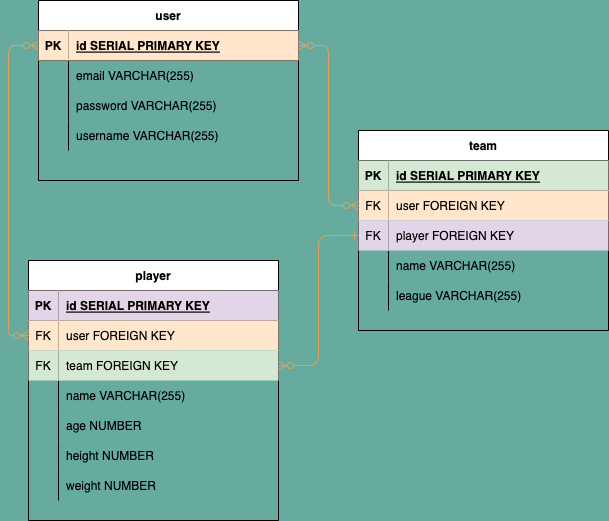 user
PK id SERIAL PRIMARY KEY
email VARCHAR(255)
password VARCHAR(255)
username VARCHAR(255)
team
PK id SERIAL PRIMARY KEY
FK user FOREIGN KEY
FK player FOREIGN KEY
name VARCHAR(255)
league VARCHAR(255)
player
PK id SERIAL PRIMARY KEY
FK user FOREIGN KEY
FK team FOREIGN KEY
name VARCHAR(255)
age NUMBER
height NUMBER
weight NUMBER